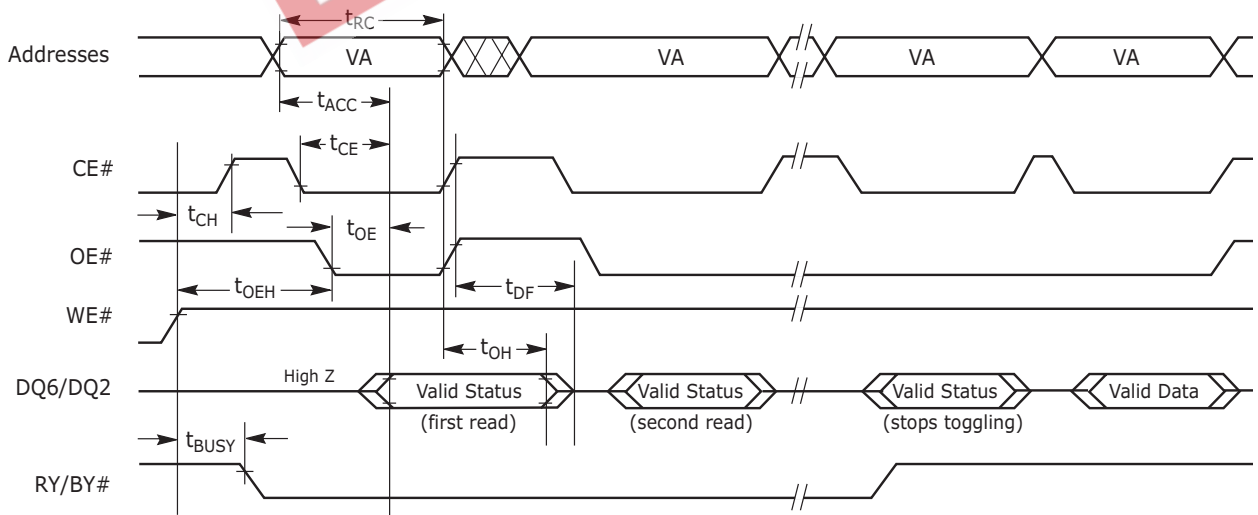 tRC
Addresses VA VA VA VA
tACC
tCE
CE#
tCH tOE
OE#
tOEH tDF
WE#
tOH
High Z
DQ6/DQ2 Valid Status Valid Status Valid Status Valid Data
(first read) (second read) (stops toggling)
tBUSY
RY/BY#